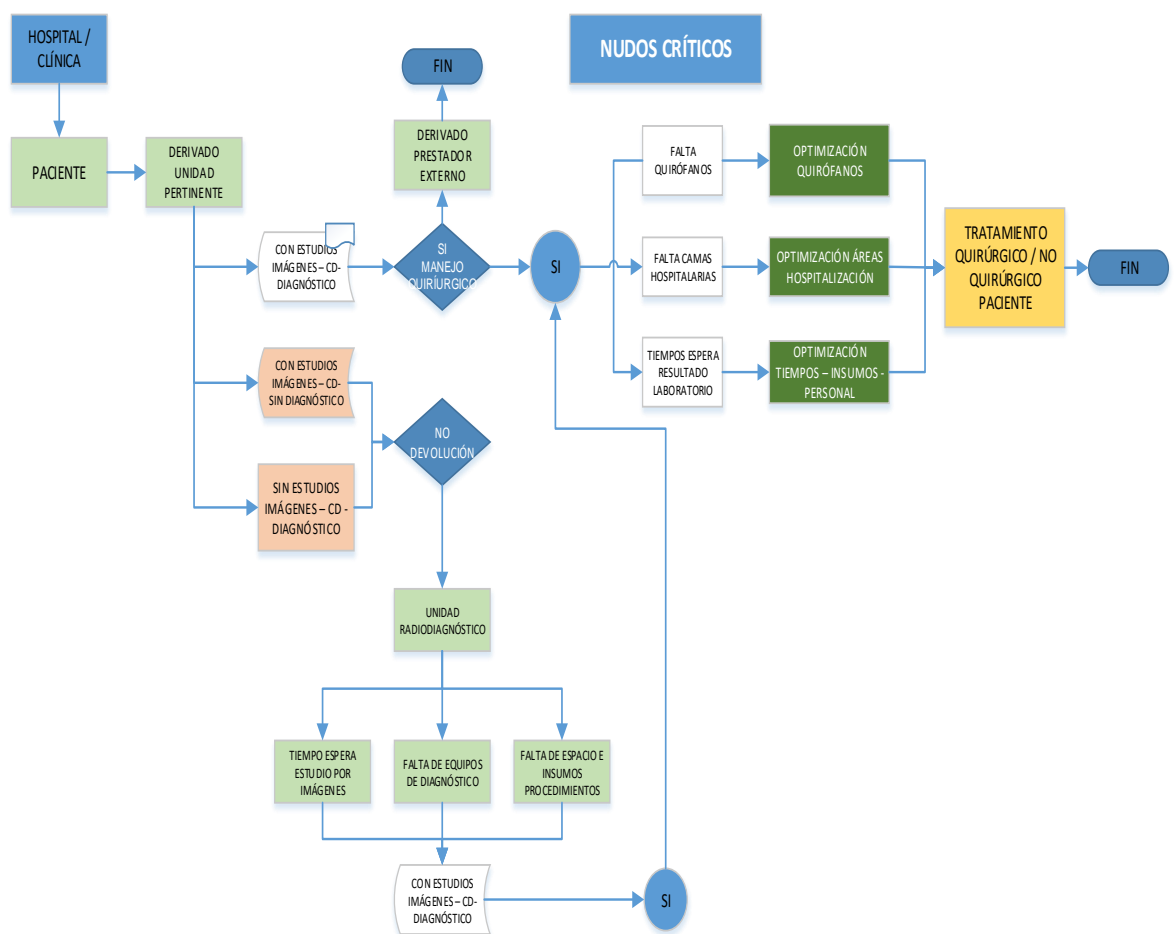 HOSPITAL /
CLÍNICA
NUDOS CRÍTICOS
FIN
PACIENTE
DERIVADO
UNIDAD
PERTINENTE
DERIVADO
PRESTADOR
EXTERNO
FALTA
QUIRÓFANOS
OPTIMIZACIÓN
QUIRÓFANOS
CON ESTUDIOS
IMÁGENES – CD-
DIAGNÓSTICO
SI
MANEJO
QUIRÍURGICO
SI
FALTA CAMAS
HOSPITALARIAS
OPTIMIZACIÓN ÁREAS
HOSPITALIZACIÓN
TRATAMIENTO
QUIRÚRGICO / NO
QUIRÚRGICO
PACIENTE
FIN
TIEMPOS ESPERA
RESULTADO
LABORATORIO
OPTIMIZACIÓN
TIEMPOS – INSUMOS -
PERSONAL
CON ESTUDIOS
IMÁGENES – CD-
SIN DIAGNÓSTICO
NO
DEVOLUCIÓN
SIN ESTUDIOS
IMÁGENES – CD -
DIAGNÓSTICO
UNIDAD
RADIODIAGNÓSTICO
TIEMPO ESPERA
ESTUDIO POR
IMÁGENES
FALTA DE EQUIPOS
DE DIAGNÓSTICO
FALTA DE ESPACIO E
INSUMOS
PROCEDIMIENTOS
CON ESTUDIOS
IMÁGENES – CD-
DIAGNÓSTICO
SI